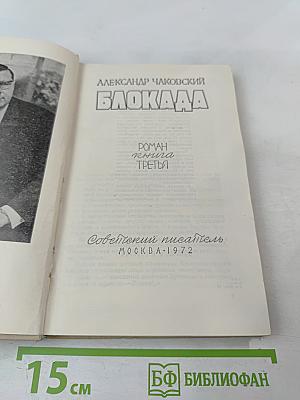 АЛЕКСАНДР ЧАКОВСКИЙ
БЛОКАДА
РОМАН
книга
ТРЕТЬЯ
Советский писатель
МОСКВА·1972
15 см
БФ БИБЛИОФАН